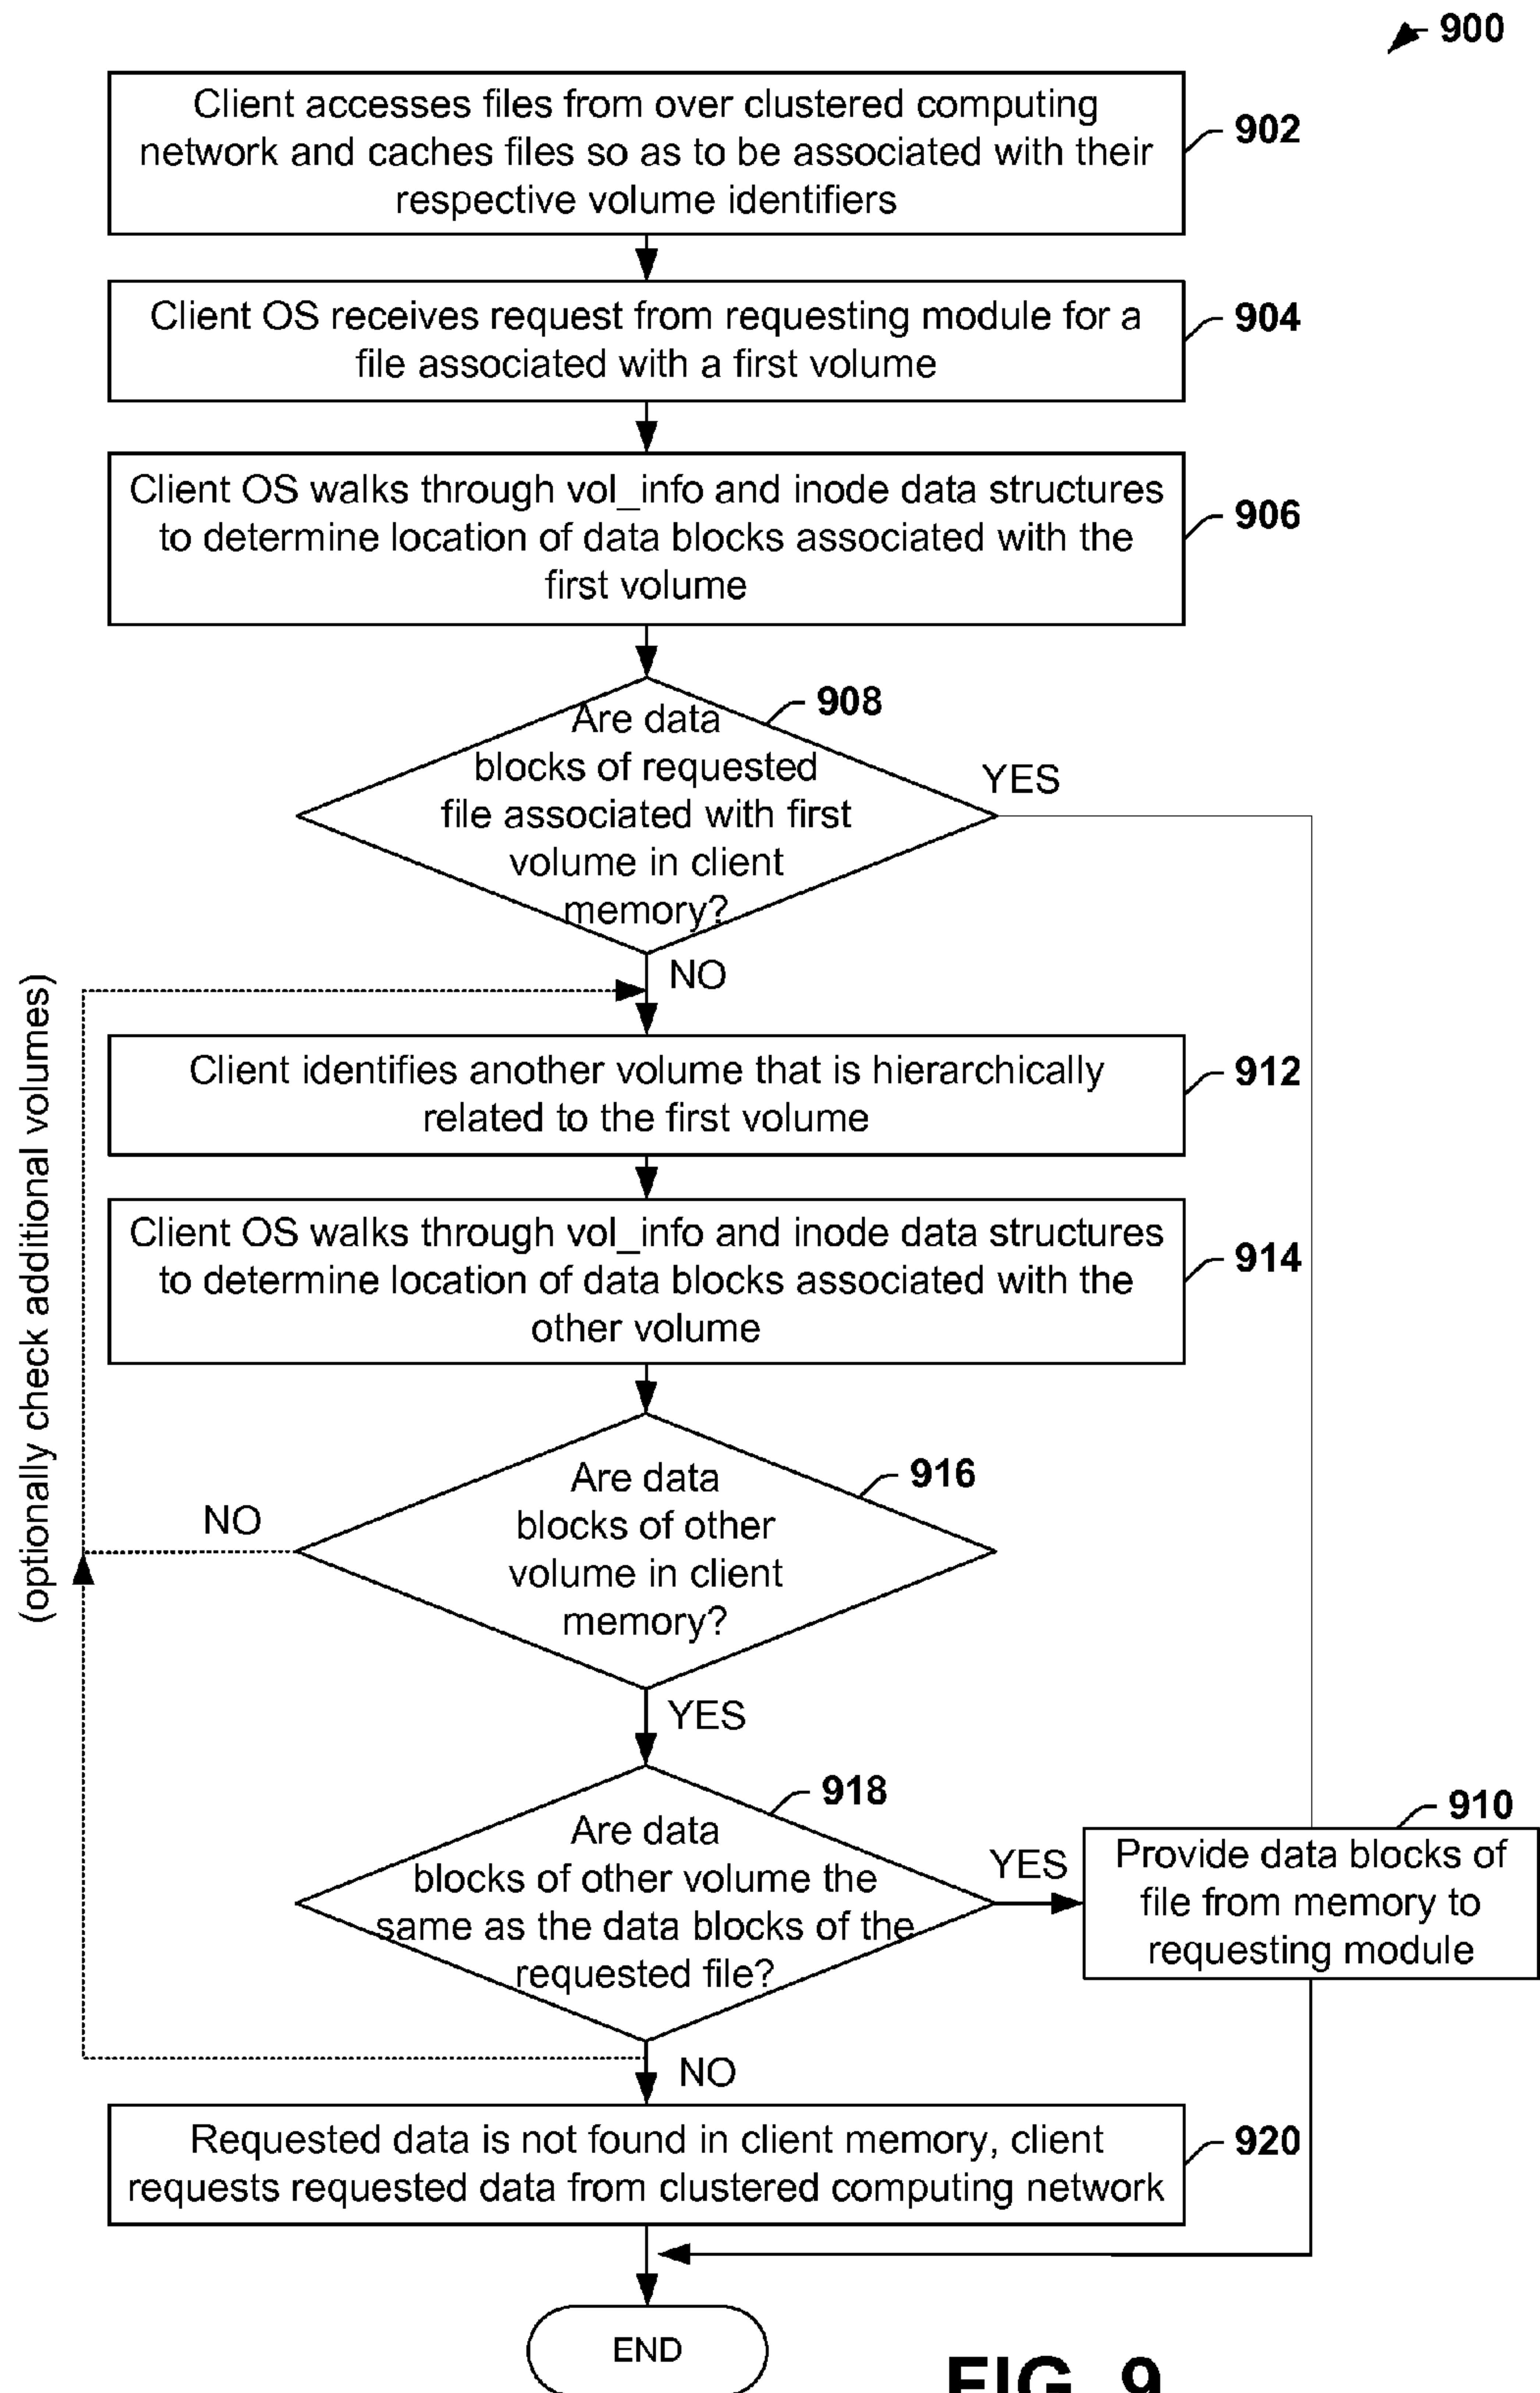 900
Client accesses files from over clustered computing
network and caches files so as to be associated with their
respective volume identifiers
902
Client OS receives request from requesting module for a
file associated with a first volume
904
Client OS walks through vol_info and inode data structures
to determine location of data blocks associated with the
first volume
906
908
Are data
blocks of requested
file associated with first
volume in client
memory?
YES
NO
(optionally check additional volumes)
Client identifies another volume that is hierarchically
related to the first volume
912
Client OS walks through vol_info and inode data structures
to determine location of data blocks associated with the
other volume
914
916
Are data
blocks of other
volume in client
memory?
NO
YES
918
Are data
blocks of other volume the
same as the data blocks of the
requested file?
YES
910
Provide data blocks of
file from memory to
requesting module
NO
Requested data is not found in client memory, client
requests requested data from clustered computing network
920
END
FIG. 9